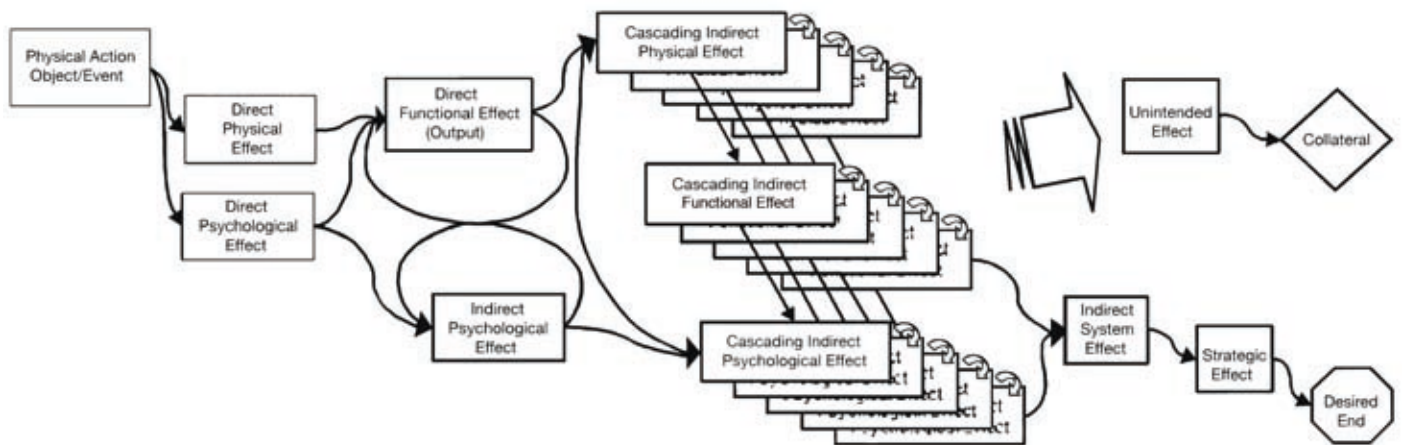 Physical Action
Object/Event
Direct
Physical
Effect
Direct
Psychological
Effect
Direct
Functional Effect
(Output)
Indirect
Psychological
Effect
Cascading Indirect
Physical Effect
Cascading Indirect
Functional Effect
Cascading Indirect
Psychological Effect
Indirect
System
Effect
Strategic
Effect
Desired
End
Unintended
Effect
Collateral